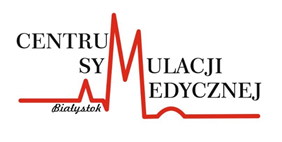 CENTRUM
SYMULACJI
MEDYCZNEJ
Białystok